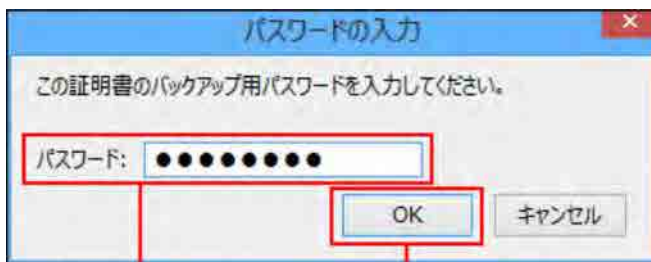 パスワードの入力
この証明書のバックアップ用パスワードを入力してください。
パスワード: ●●●●●●●●
OK キャンセル